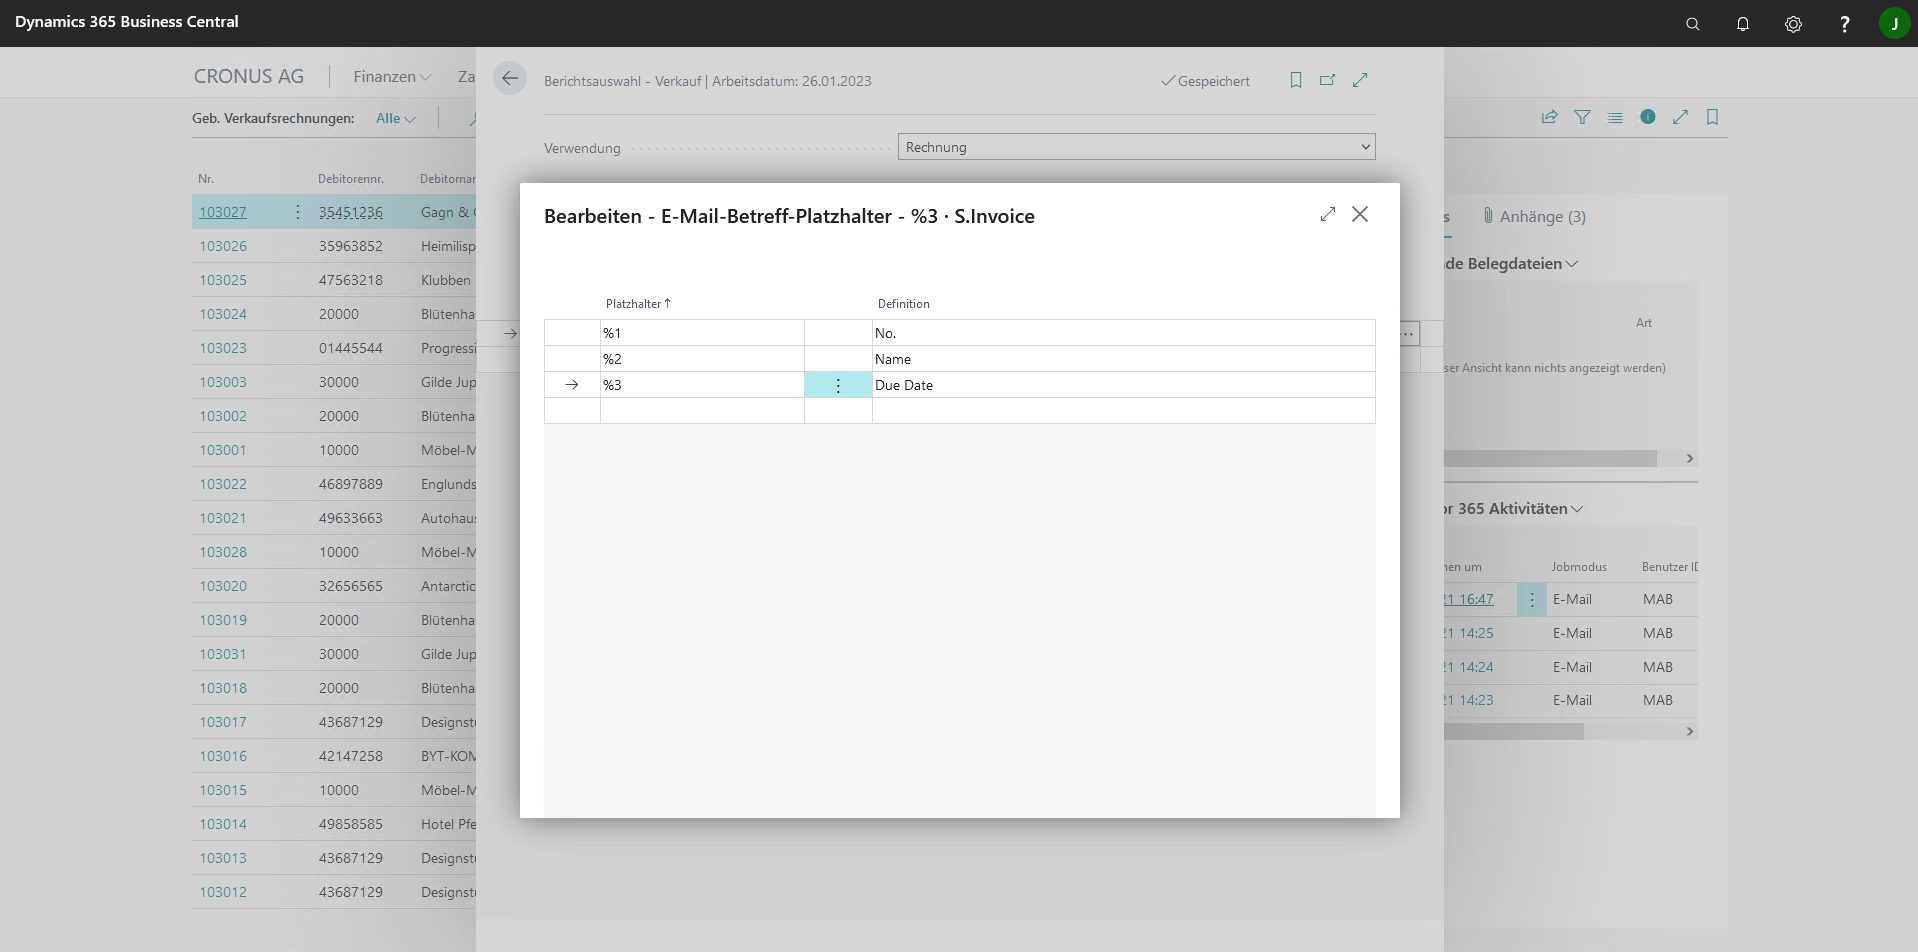 Dynamics 365 Business Central
J
CRONUS AG
Finanzen
Za
Berichtsauswahl - Verkauf | Arbeitsdatum: 26.01.2023
Gespeichert
Geb. Verkaufsrechnungen:
Alle
Verwendung
Rechnung
Nr.
Debitorennr.
Debitornar
103027
35451236
Gagn & C
103026
35963852
Heimilisp
103025
47563218
Klubben
103024
20000
Blütenha
103023
01445544
Progressi
103003
30000
Gilde Jup
103002
20000
Blütenha
103001
10000
Möbel-M
103022
46897889
Englunds
103021
49633663
Autohaus
103028
10000
Möbel-M
103020
32656565
Antarctic
103019
20000
Blütenha
103031
30000
Gilde Jup
103018
20000
Blütenha
103017
43687129
Designstu
103016
42147258
BYT-KOM
103015
10000
Möbel-M
103014
49858585
Hotel Pfe
103013
43687129
Designstu
103012
43687129
Designstu
Bearbeiten - E-Mail-Betreff-Platzhalter - %3 · S.Invoice
Platzhalter↑
Definition
%1
No.
%2
Name
%3
Due Date
s
Anhänge (3)
de Belegdateien
Art
ser Ansicht kann nichts angezeigt werden)
or 365 Aktivitäten
nen um
Jobmodus
Benutzer ID
21 16:47
E-Mail
MAB
21 14:25
E-Mail
MAB
21 14:24
E-Mail
MAB
21 14:23
E-Mail
MAB